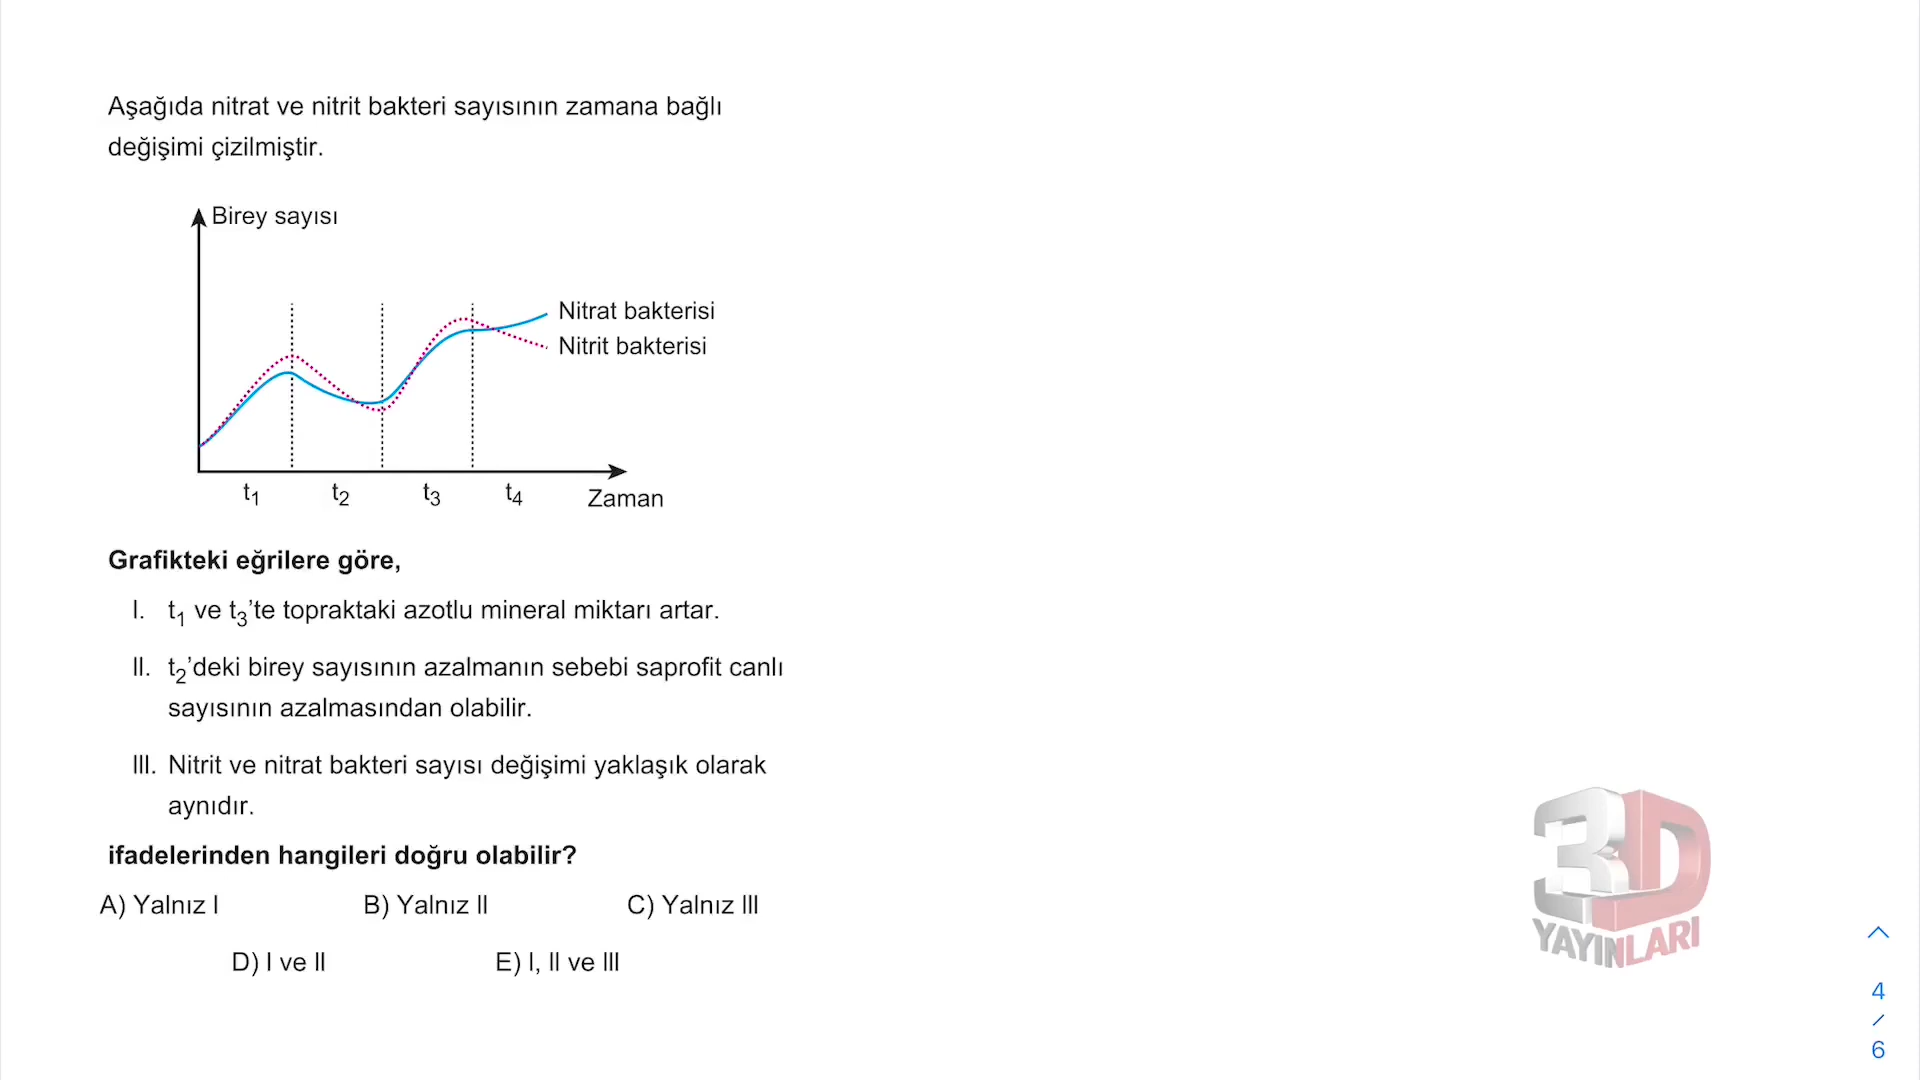 Aşağıda nitrat ve nitrit bakteri sayısının zamana bağlı
değişimi çizilmiştir.
Birey sayısı
Nitrat bakterisi
Nitrit bakterisi
t1 t2 t3 t4 Zaman
Grafikteki eğrilere göre,
I. t1 ve t3’te topraktaki azotlu mineral miktarı artar.
II. t2’deki birey sayısının azalmanın sebebi saprofit canlı
sayısının azalmasından olabilir.
III. Nitrit ve nitrat bakteri sayısı değişimi yaklaşık olarak
aynıdır.
ifadelerinden hangileri doğru olabilir?
A) Yalnız I B) Yalnız II C) Yalnız III
D) I ve II E) I, II ve III
3D
YAYINLARI
4
/
6